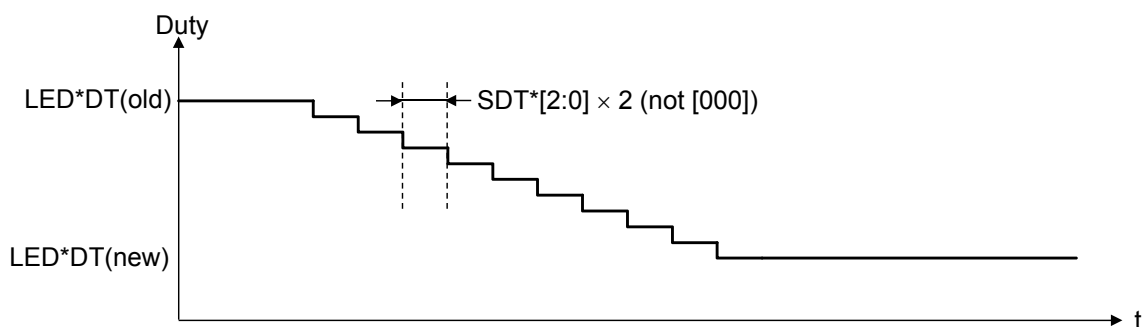 Duty
LED*DT(old)
SDT*[2:0] × 2 (not [000])
LED*DT(new)
t